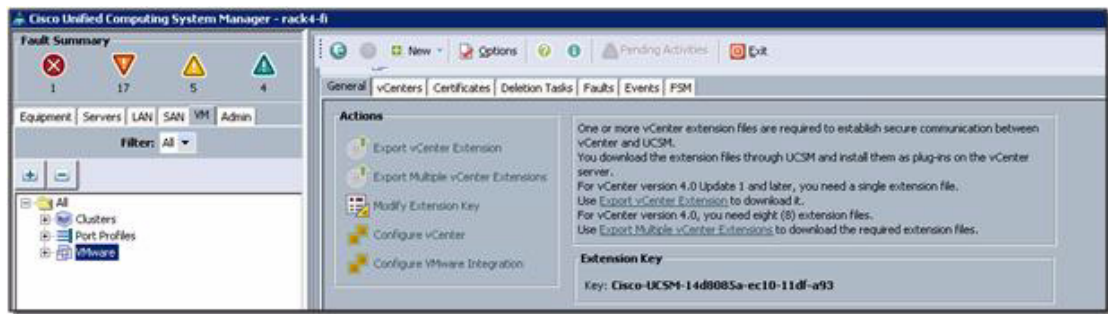 Cisco Unified Computing System Manager - rack4-fi
Fault Summary
1 17 5 4
Equipment Servers LAN SAN VM Admin
Filter: All
All
Clusters
Port Profiles
VMware
New Options Pending Activities Exit
General vCenters Certificates Deletion Tasks Faults Events FSM
Actions
Export vCenter Extension
Export Multiple vCenter Extensions
Modify Extension Key
Configure vCenter
Configure VMware Integration
One or more vCenter extension files are required to establish secure communication between
vCenter and UCSM.
You download the extension files through UCSM and install them as plug-ins on the vCenter
server.
For vCenter version 4.0 Update 1 and later, you need a single extension file.
Use Export vCenter Extension to download it.
For vCenter version 4.0, you need eight (8) extension files.
Use Export Multiple vCenter Extensions to download the required extension files.
Extension Key
Key: Cisco-UCSM-14d8085a-ec10-11df-a93